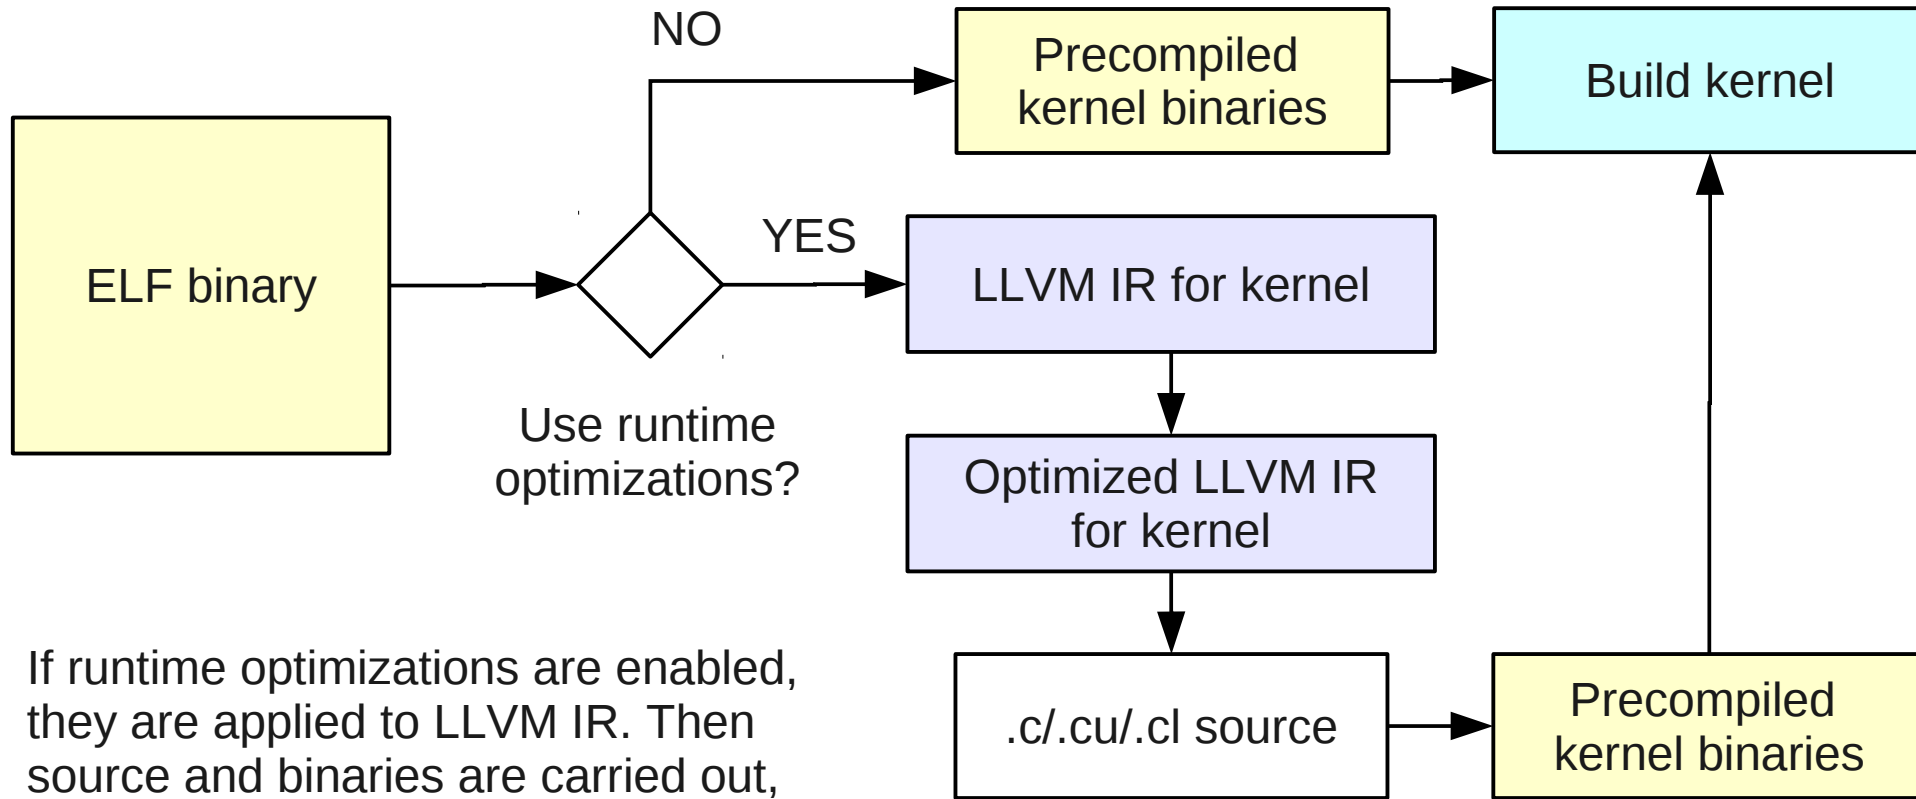 NO
Precompiled
kernel binaries
Build kernel
ELF binary
YES
LLVM IR for kernel
Use runtime
optimizations?
Optimized LLVM IR
for kernel
If runtime optimizations are enabled,
they are applied to LLVM IR. Then
source and binaries are carried out,
.c/.cu/.cl source
Precompiled
kernel binaries